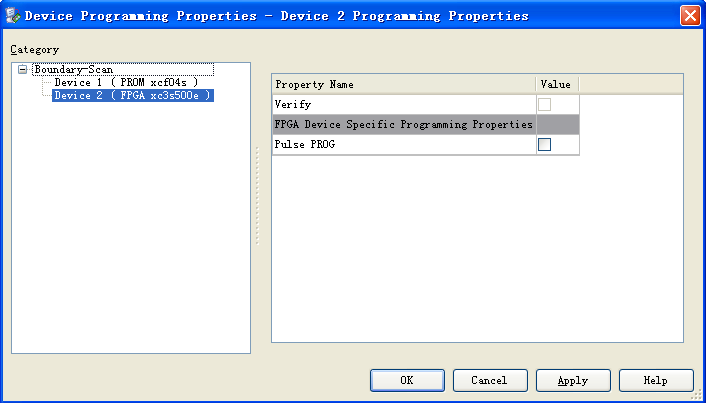 Device Programming Properties - Device 2 Programming Properties
Category
Boundary-Scan
Device 1 ( PROM xcf04s )
Device 2 ( FPGA xc3s500e )
Property Name Value
Verify
FPGA Device Specific Programming Properties
Pulse PROG
OK Cancel Apply Help